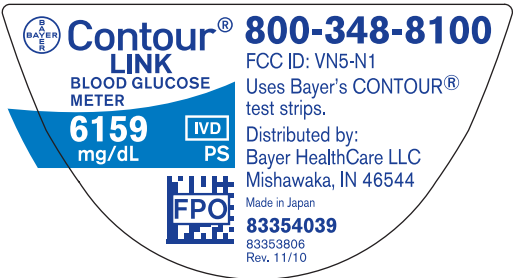 BAYER
BAYER
Contour®
LINK
BLOOD GLUCOSE
METER
6159
mg/dL
IVD
PS
FPO
800-348-8100
FCC ID: VN5-N1
Uses Bayer's CONTOUR®
test strips.
Distributed by:
Bayer HealthCare LLC
Mishawaka, IN 46544
Made in Japan
83354039
83353806
Rev. 11/10